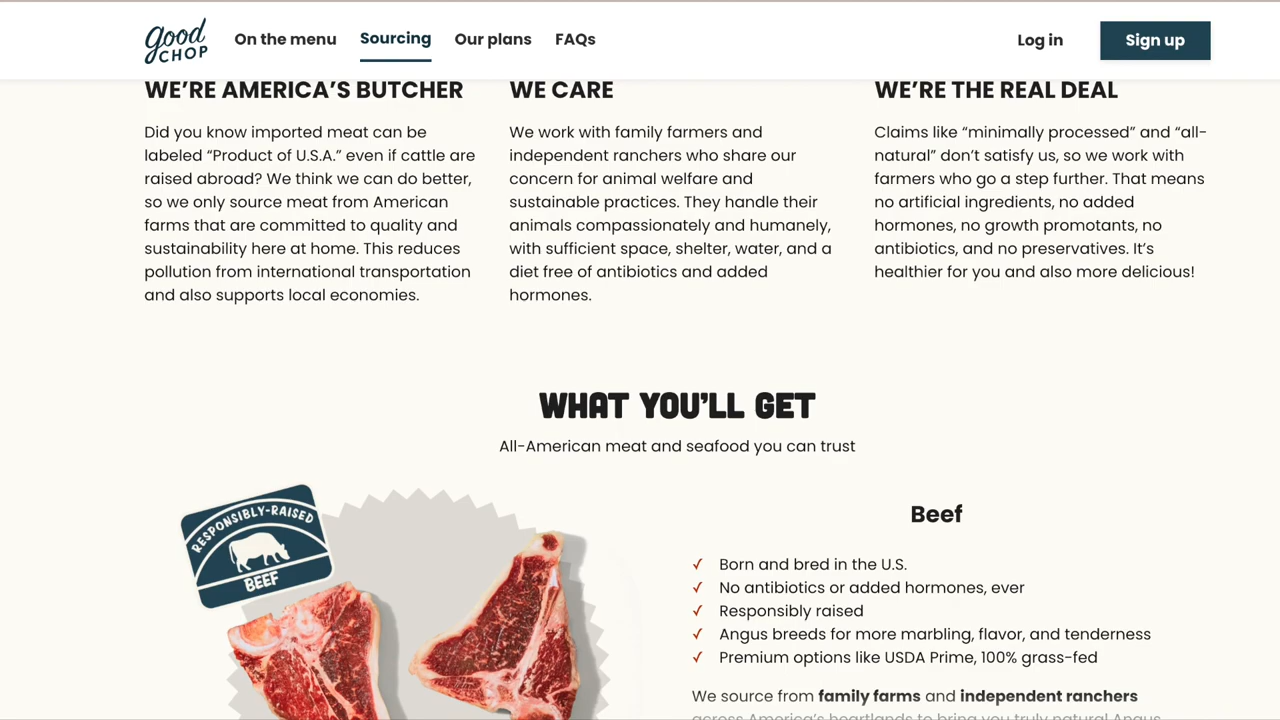 good
CHOP
On the menu
Sourcing
Our plans
FAQs
Log in
Sign up
WE’RE AMERICA’S BUTCHER
Did you know imported meat can be
labeled “Product of U.S.A.” even if cattle are
raised abroad? We think we can do better,
so we only source meat from American
farms that are committed to quality and
sustainability here at home. This reduces
pollution from international transportation
and also supports local economies.
WE CARE
We work with family farmers and
independent ranchers who share our
concern for animal welfare and
sustainable practices. They handle their
animals compassionately and humanely,
with sufficient space, shelter, water, and a
diet free of antibiotics and added
hormones.
WE’RE THE REAL DEAL
Claims like “minimally processed” and “all-
natural” don’t satisfy us, so we work with
farmers who go a step further. That means
no artificial ingredients, no added
hormones, no growth promotants, no
antibiotics, and no preservatives. It’s
healthier for you and also more delicious!
WHAT YOU’LL GET
All-American meat and seafood you can trust
RESPONSIBLY-RAISED
BEEF
Beef
✓ Born and bred in the U.S.
✓ No antibiotics or added hormones, ever
✓ Responsibly raised
✓ Angus breeds for more marbling, flavor, and tenderness
✓ Premium options like USDA Prime, 100% grass-fed
We source from family farms and independent ranchers
across America’s heartlands to bring you truly natural Angus